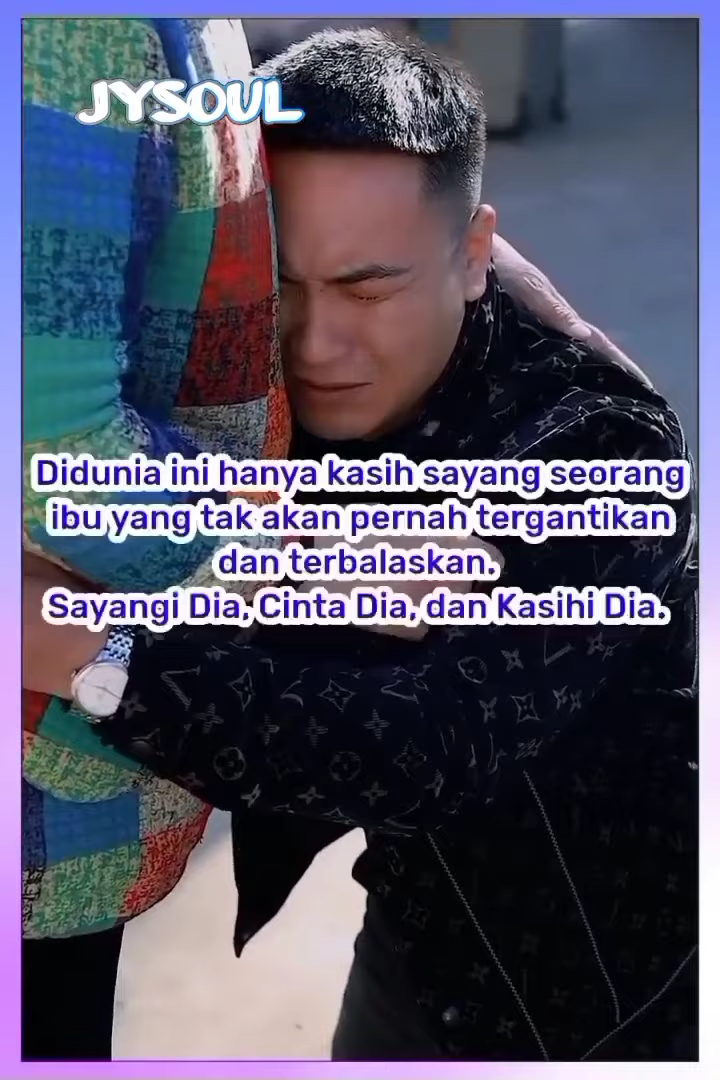 JYSOUL
Didunia ini hanya kasih sayang seorang
ibu yang tak akan pernah tergantikan
dan terbalaskan.
Sayangi Dia, Cinta Dia, dan Kasihi Dia.